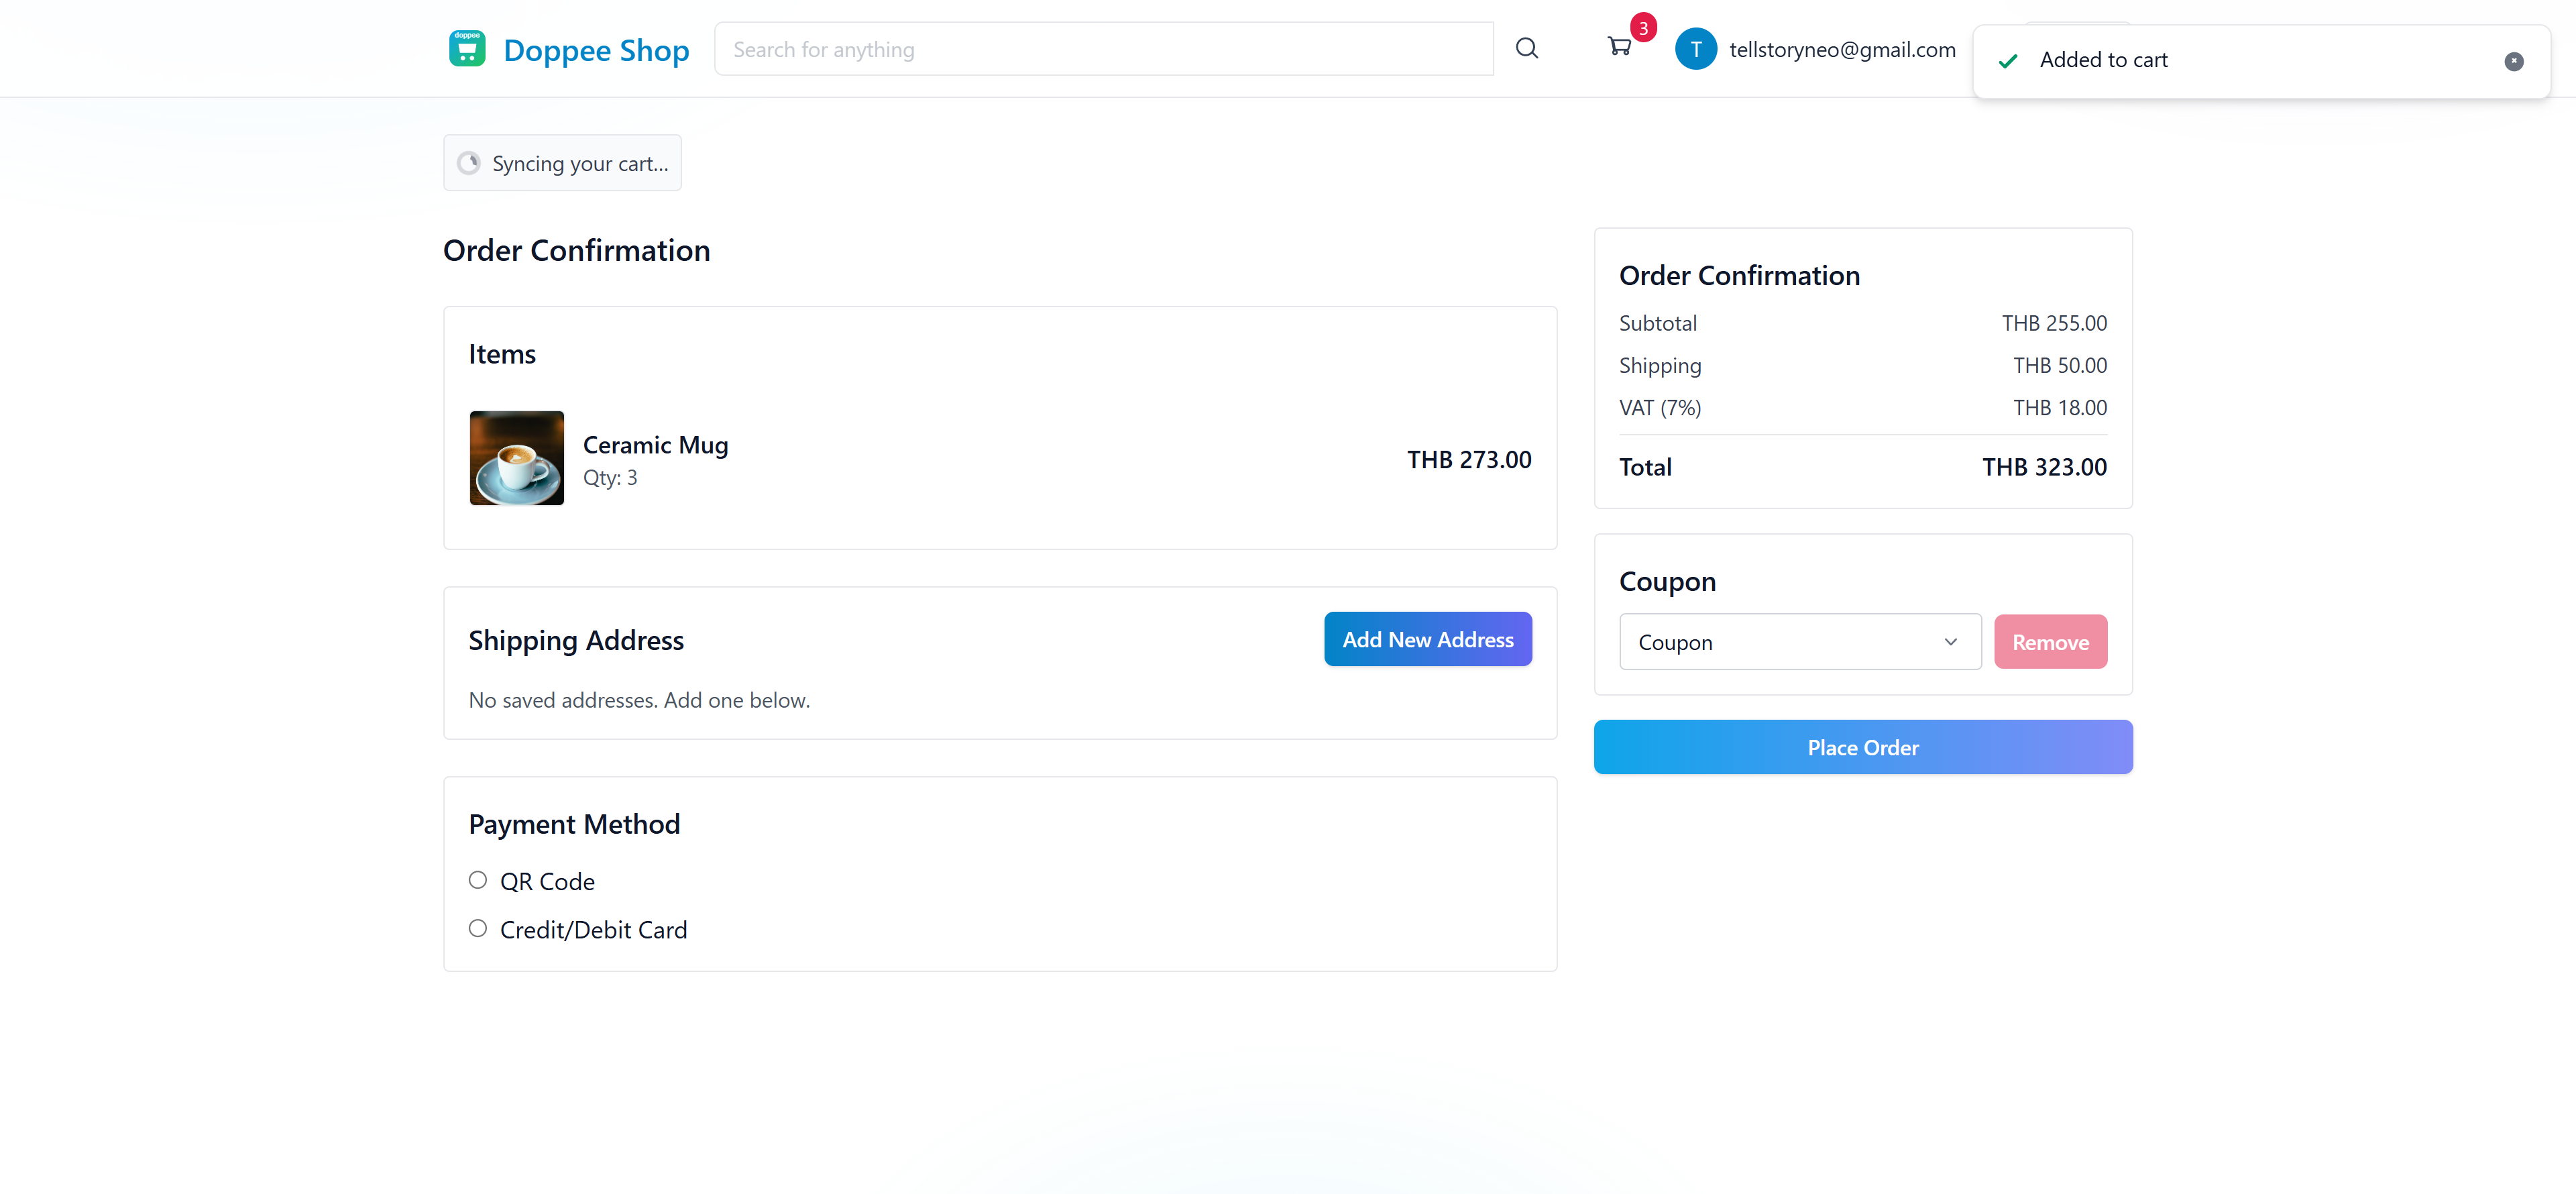 doppee
Doppee Shop
Search for anything
3
T
tellstoryneo@gmail.com
Added to cart
Syncing your cart...
Order Confirmation
Items
Ceramic Mug
Qty: 3
THB 273.00
Shipping Address
Add New Address
No saved addresses. Add one below.
Payment Method
QR Code
Credit/Debit Card
Order Confirmation
Subtotal THB 255.00
Shipping THB 50.00
VAT (7%) THB 18.00
Total THB 323.00
Coupon
Coupon
Remove
Place Order